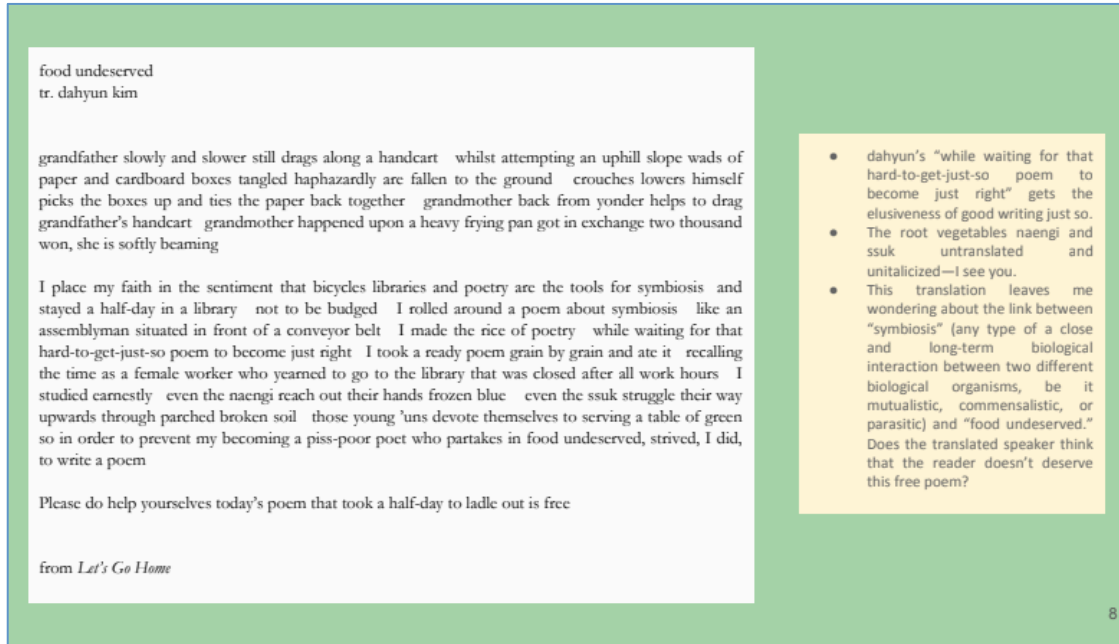 food undeserved
tr. dahyun kim
grandfather slowly and slower still drags along a handcart whilst attempting an uphill slope wads of
paper and cardboard boxes tangled haphazardly are fallen to the ground crouches lowers himself
picks the boxes up and ties the paper back together grandmother back from yonder helps to drag
grandfather's handcart grandmother happened upon a heavy frying pan got in exchange two thousand
won, she is softly beaming
I place my faith in the sentiment that bicycles libraries and poetry are the tools for symbiosis and
stayed a half-day in a library not to be budged I rolled around a poem about symbiosis like an
assemblyman situated in front of a conveyor belt I made the rice of poetry while waiting for that
hard-to-get-just-so poem to become just right I took a ready poem grain by grain and ate it recalling
the time as a female worker who yearned to go to the library that was closed after all work hours I
studied earnestly even the naengi reach out their hands frozen blue even the ssuk struggle their way
upwards through parched broken soil those young 'uns devote themselves to serving a table of green
so in order to prevent my becoming a piss-poor poet who partakes in food undeserved, strived, I did,
to write a poem
Please do help yourselves today's poem that took a half-day to ladle out is free
from Let's Go Home
● dahyun's "while waiting for that
hard-to-get-just-so poem to
become just right" gets the
elusiveness of good writing just so.
● The root vegetables naengi and
ssuk untranslated and
unitalicized—I see you.
● This translation leaves me
wondering about the link between
"symbiosis" (any type of a close
and long-term biological
interaction between two different
biological organisms, be it
mutualistic, commensalistic, or
parasitic) and "food undeserved."
Does the translated speaker think
that the reader doesn't deserve
this free poem?
8